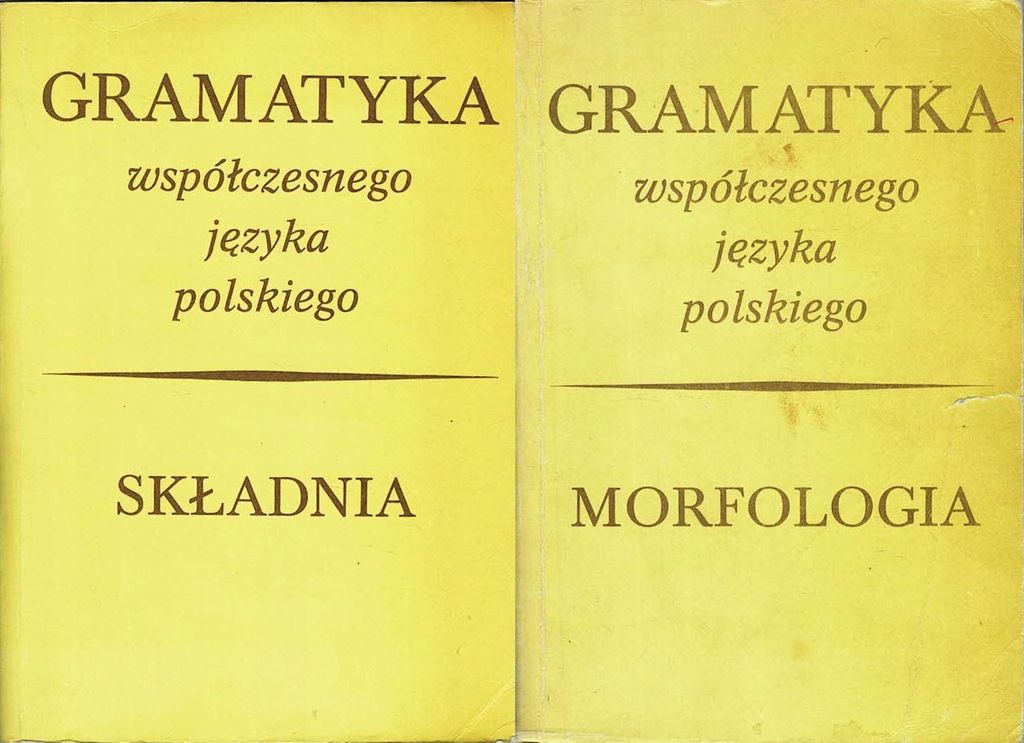 GRAMATYKA
współczesnego
języka
polskiego
SKŁADNIA
GRAMATYKA
współczesnego
języka
polskiego
MORFOLOGIA